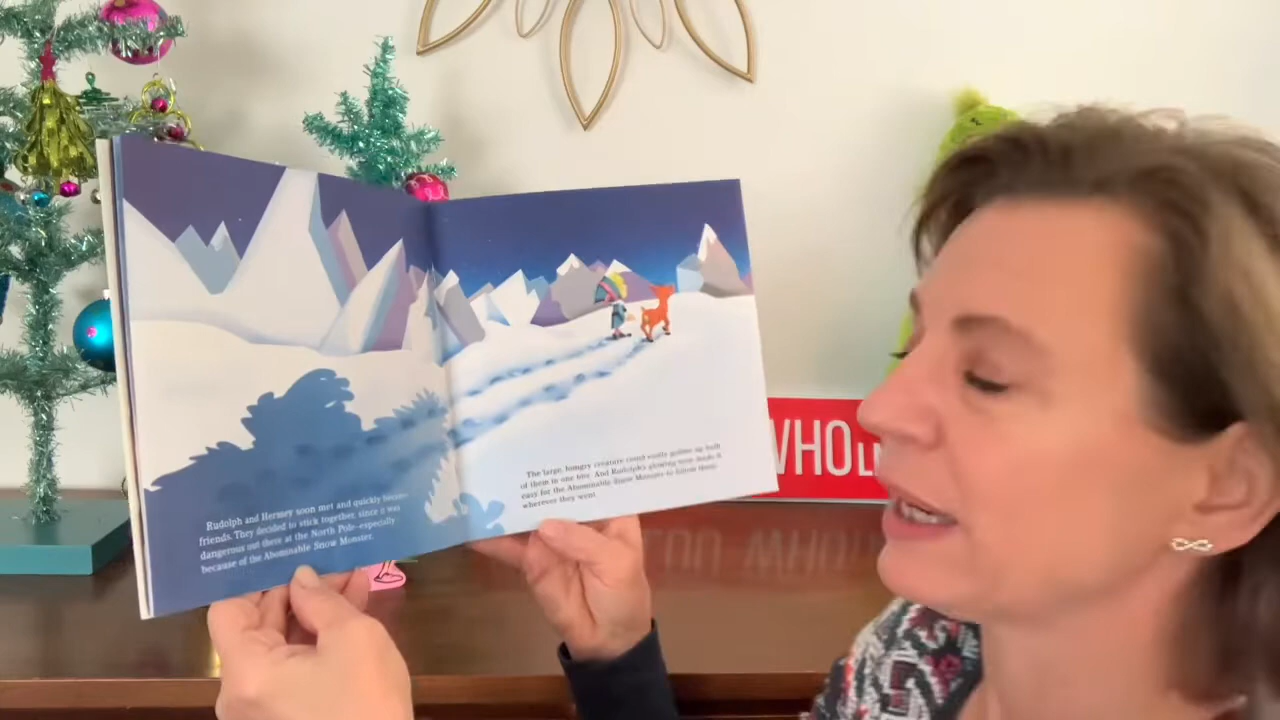 Rudolph and Hermey soon met and quickly became
friends. They decided to stick together, since it was
dangerous out there at the North Pole–especially
because of the Abominable Snow Monster.
The large, hungry creature could easily gobble up both
of them in one bite. And Rudolph's glowing nose made it
easy for the Abominable Snow Monster to follow them
wherever they went.
WHOLI